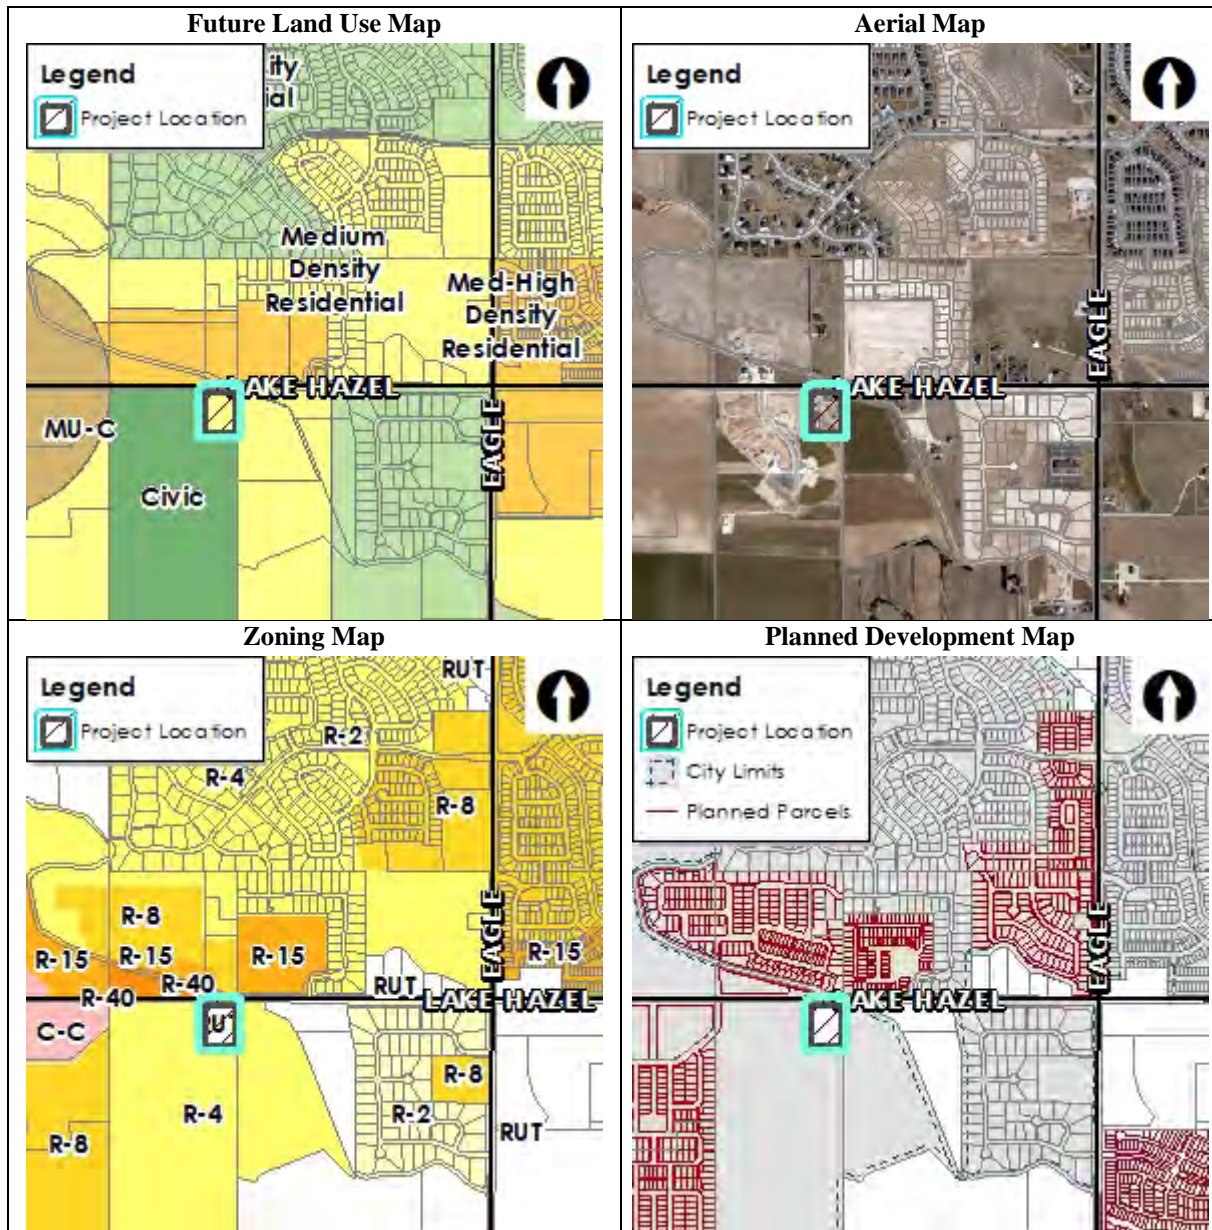 Future Land Use Map
Legend
Project Location
ity
ial
Medium
Density
Residential
Med-High
Density
Residential
LAKE HAZEL
EAGLE
MU-C
Civic
Aerial Map
Legend
Project Location
EAGLE
LAKE HAZEL
Zoning Map
Legend
Project Location
RUT
R-2
R-4
R-8
R-8
R-15
R-15
R-15
R-15
R-40
R-40
RUT
EAGLE
LAKE HAZEL
C-C
R-8
R-4
R-2
R-8
RUT
Planned Development Map
Legend
Project Location
City Limits
Planned Parcels
EAGLE
LAKE HAZEL